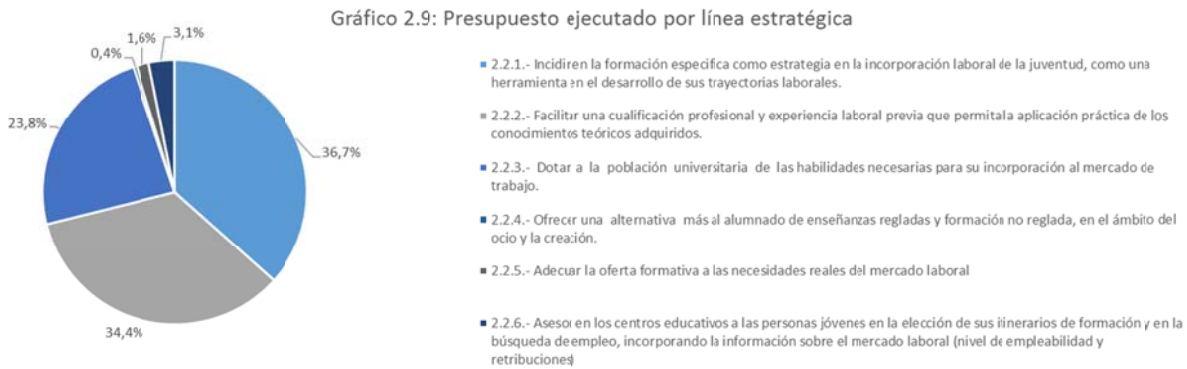 Gráfico 2.9: Presupuesto ejecutado por línea estratégica
1,6%
3,1%
0,4%
23,8%
36,7%
34,4%
2.2.1.- Incidiren la formación especifica como estrategia en la incorporación laboral de la juventud, como una
herramienta en el desarrollo de sus trayectorias laborales.
2.2.2.- Facilitar una cualificación profesional y experiencia laboral previa que permitala aplicación práctica de los
conocimientos teóricos adquiridos.
2.2.3.- Dotar a la población universitaria de las habilidades necesarias para su incorporación al mercado de
trabajo.
2.2.4.- Ofrecer una alternativa más al alumnado de enseñanzas regladas y formación no reglada, en el ámbito del
ocio y la creación.
2.2.5.- Adecuar la oferta formativa a las necesidades reales del mercado laboral
2.2.6.- Asesor en los centros educativos a las personas jóvenes en la elección de sus itinerarios de formación y en la
búsqueda de empleo, incorporando la información sobre el mercado laboral (nivel de empleabilidad y
retribuciones)